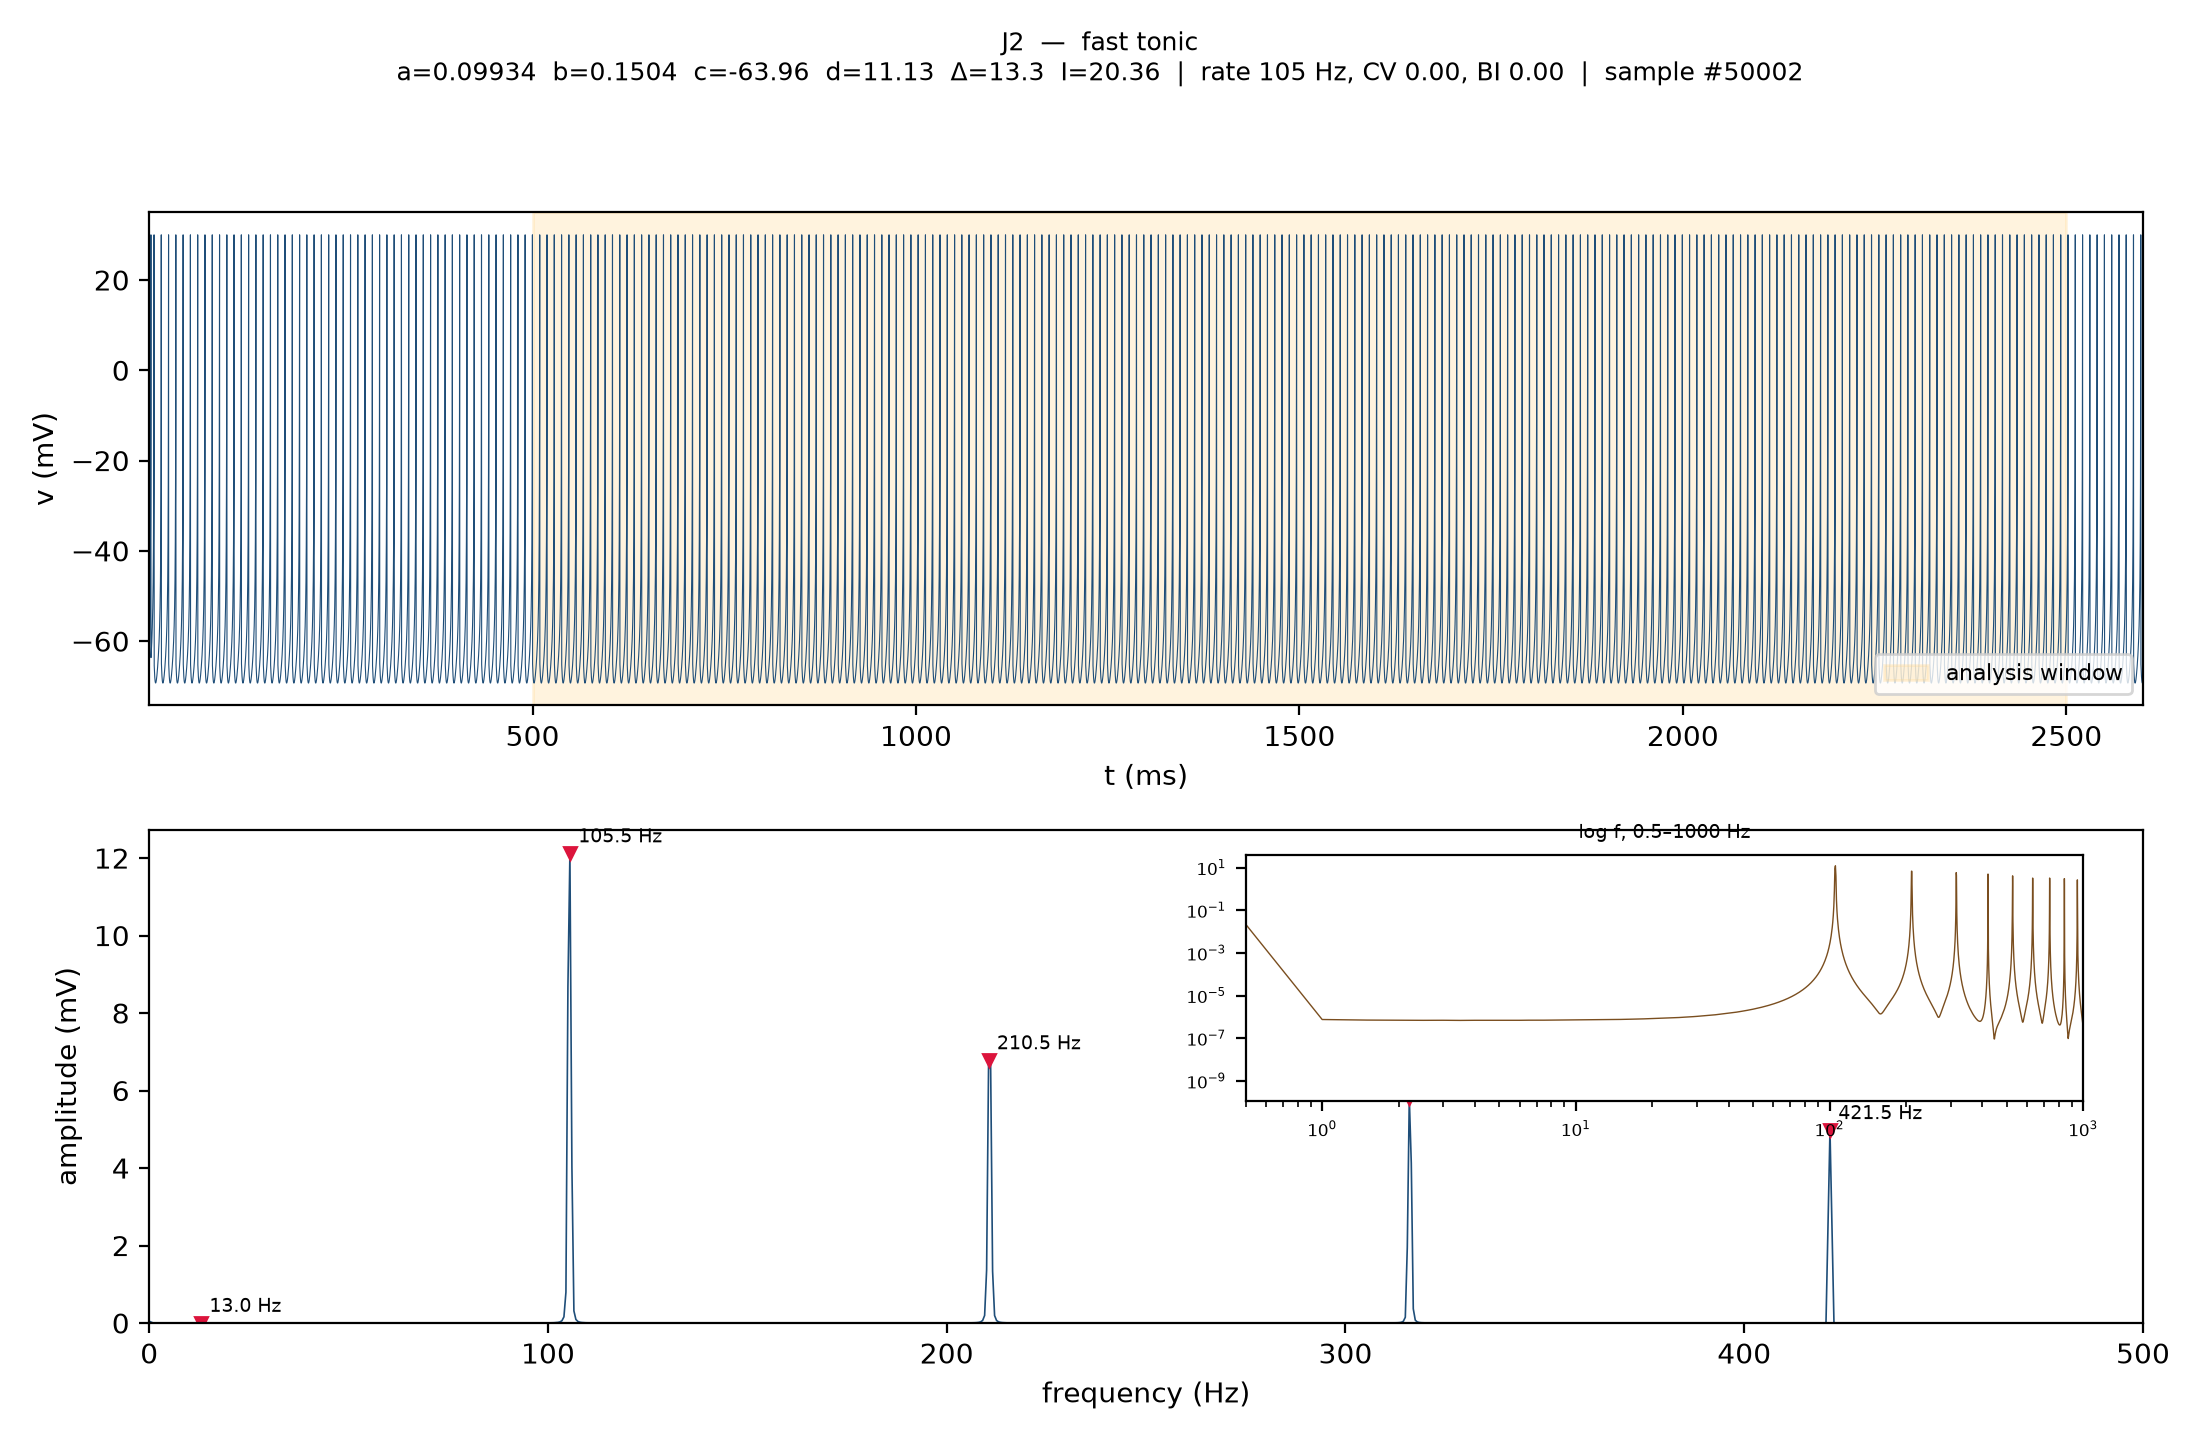 J2 — fast tonic
a=0.09934 b=0.1504 c=-63.96 d=11.13 Δ=13.3 I=20.36 | rate 105 Hz, CV 0.00, BI 0.00 | sample #50002
20
0
−20
−40
−60
v (mV)
analysis window
500 1000 1500 2000 2500
t (ms)
105.5 Hz
log f, 0.5–1000 Hz
12
10
8
6
4
2
0
amplitude (mV)
10¹
10⁻¹
10⁻³
10⁻⁵
10⁻⁷
10⁻⁹
210.5 Hz
421.5 Hz
10⁰ 10¹ 10² 10³
13.0 Hz
0 100 200 300 400 500
frequency (Hz)